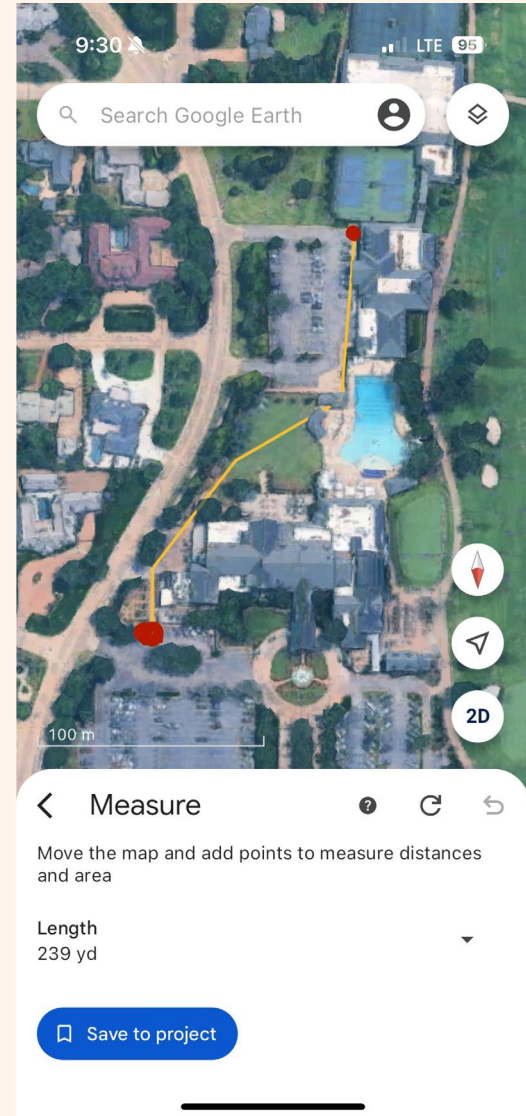 9:30
LTE 95
Search Google Earth
2D
100 m
Measure
Move the map and add points to measure distances
and area
Length
239 yd
Save to project